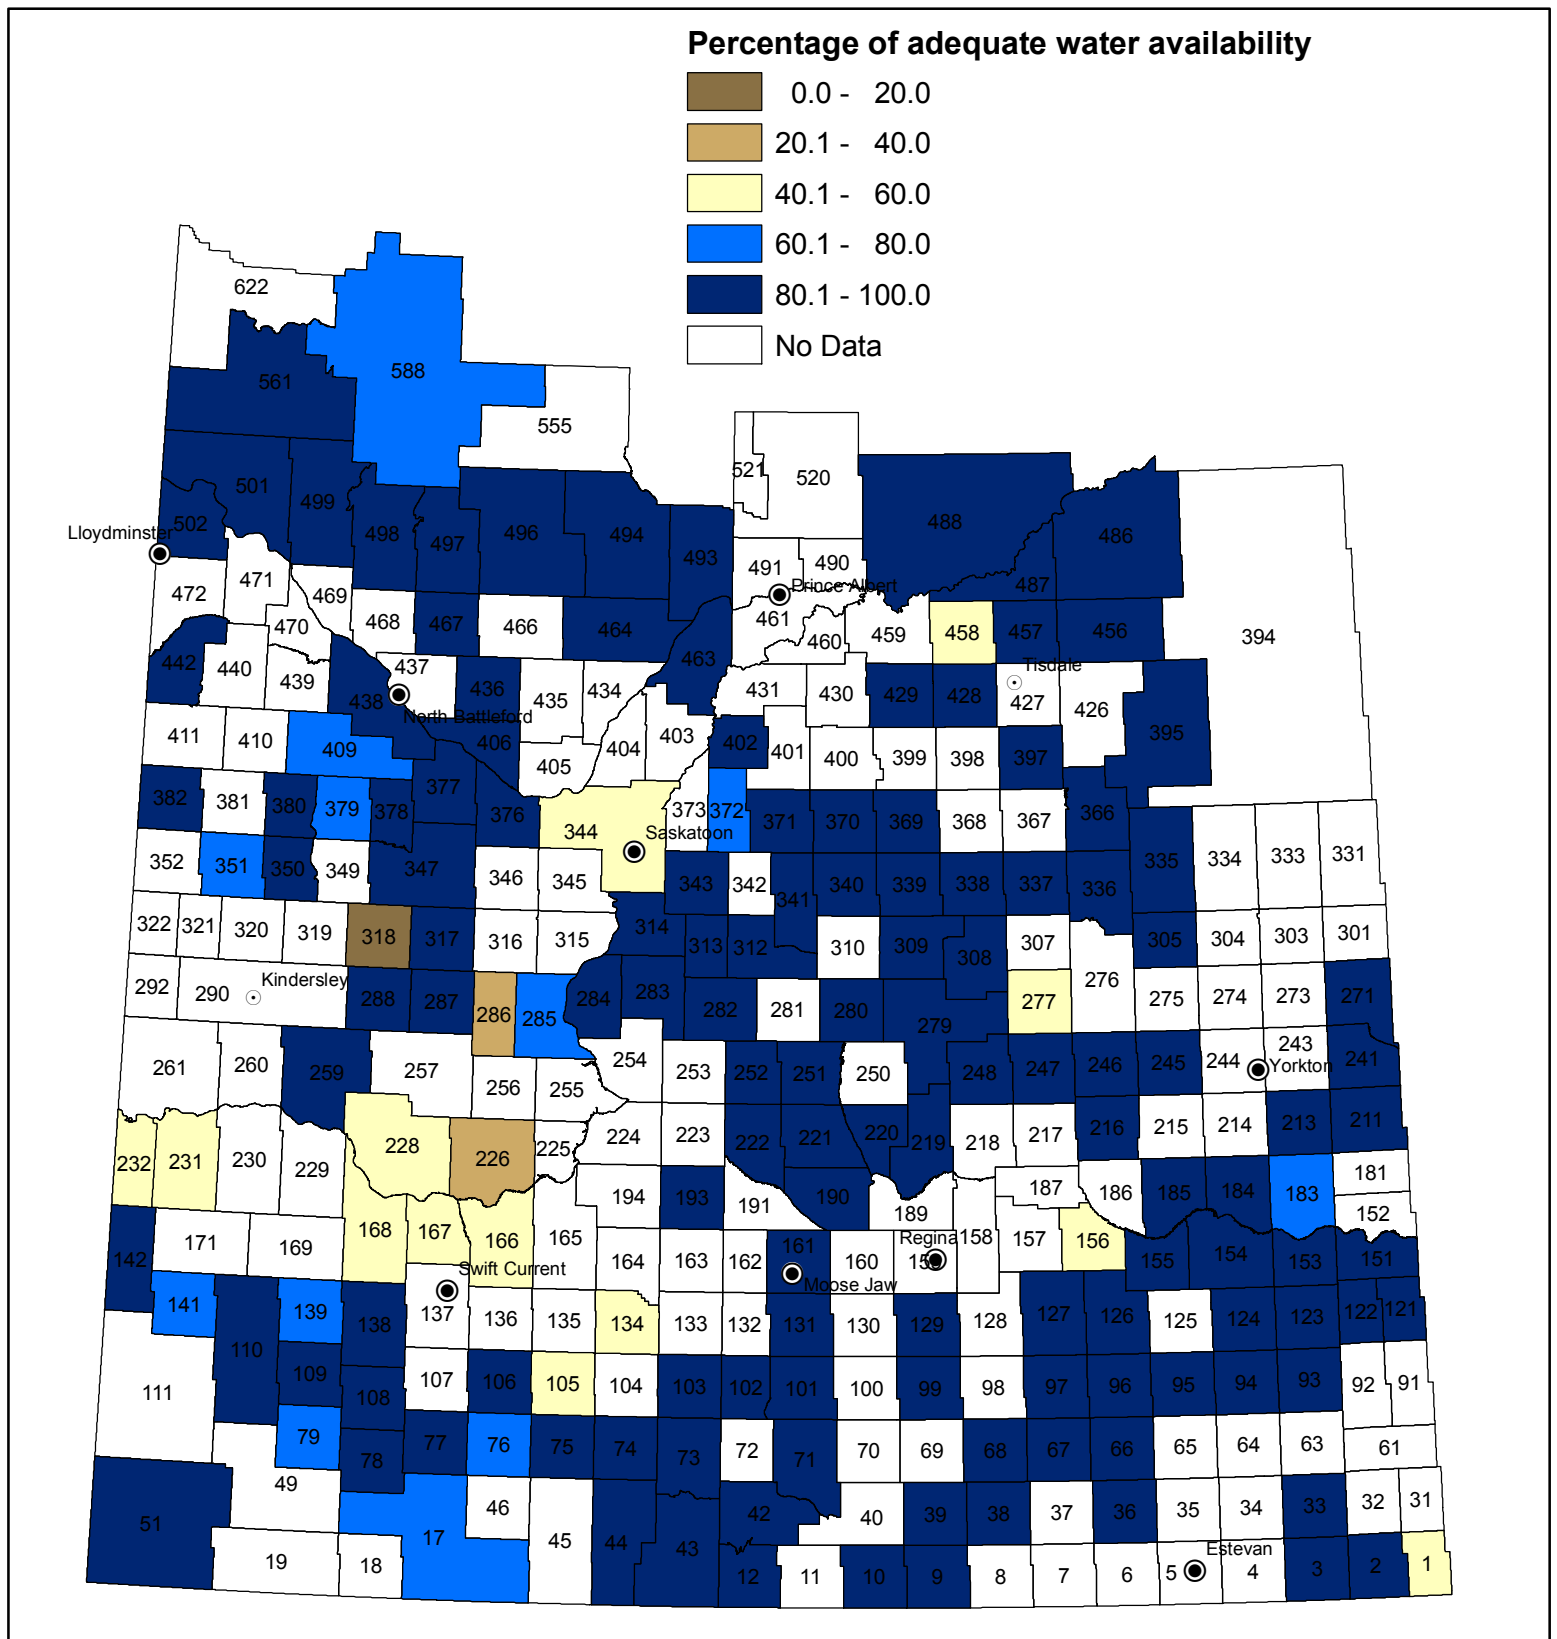 Percentage of adequate water availability
0.0 - 20.0
20.1 - 40.0
40.1 - 60.0
60.1 - 80.0
80.1 - 100.0
No Data
622
561 588
555
521 520
501 499 498 497 496 494 493 488 486
502
Lloydminster
487
472 471 469 491 490
Prince Albert
470 468 467 466 464 461 460 459 458 457 456 394
442 440 439 438 437 436 435 434 463 431 430 429 428 427 426
Tisdale
North Battleford
411 410 409 406 405 404 403 402 401 400 399 398 397 395
382 381 380 379 378 377 376 344 373 372 371 370 369 368 367 366
Saskatoon
352 351 350 349 347 346 345 343 342 341 340 339 338 337 336 335 334 333 331
322 321 320 319 318 317 316 315 314 313 312 310 309 308 307 305 304 303 301
292 290 288 287 286 285 284 283 282 281 280 279 277 276 275 274 273 271
Kindersley
261 260 259 257 256 255 254 253 252 251 250 248 247 246 245 244 243 241
Yorkton
232 231 230 229 228 226 225 224 223 222 221 220 219 218 217 216 215 214 213 211
194 193 191 190 189 187 186 185 184 183 181
152
142 171 169 168 167 166 165 164 163 162 161 160 159 158 157 156 155 154 153 151
Regina
Swift Current
Moose Jaw
141 110 139 138 137 136 135 134 133 132 131 130 129 128 127 126 125 124 123 122 121
111 109 108 107 106 105 104 103 102 101 100 99 98 97 96 95 94 93 92 91
79 78 77 76 75 74 73 72 71 70 69 68 67 66 65 64 63 61
51 49 17 46 45 44 43 42 40 39 38 37 36 35 34 33 32 31
Estevan
19 18 12 11 10 9 8 7 6 5 4 3 2 1